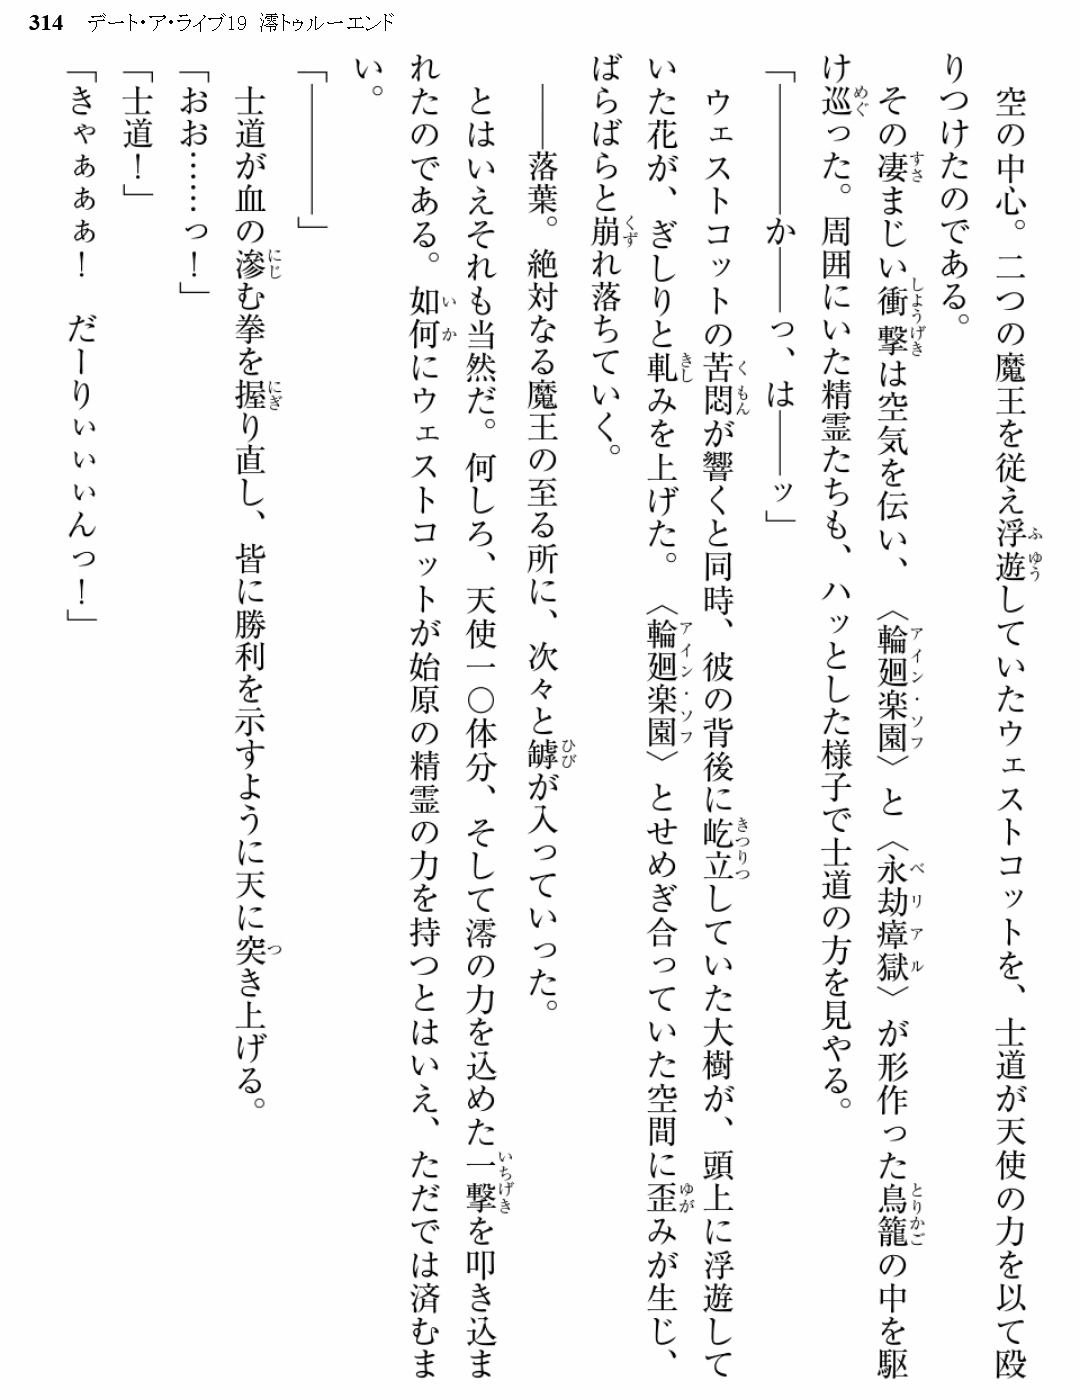 314 デート・ア・ライブ19 澪トゥルーエンド
空の中心。二つの魔王を従え浮遊していたウェストコットを、士道が天使の力を以て殴
りつけたのである。
その凄まじい衝撃は空気を伝い、〈輪廻楽園〉と〈永劫瘴獄〉が形作った鳥籠の中を駆
け巡った。周囲にいた精霊たちも、ハッとした様子で士道の方を見やる。
「――――か――っ、は――――ッ」
ウェストコットの苦悶が響くと同時、彼の背後に屹立していた大樹が、頭上に浮遊して
いた花が、ぎしりと軋みを上げた。〈輪廻楽園〉とせめぎ合っていた空間に歪みが生じ、
ばらばらと崩れ落ちていく。
――落葉。絶対なる魔王の至る所に、次々と罅が入っていった。
とはいえそれも当然だ。何しろ、天使一〇体分、そして澪の力を込めた一撃を叩き込ま
れたのである。如何にウェストコットが始原の精霊の力を持つとはいえ、ただでは済むま
い。
「――――」
士道が血の滲む拳を握り直し、皆に勝利を示すように天に突き上げる。
「おお……っ！」
「士道！」
「きゃぁぁぁ！　だーりぃぃぃんっ！」